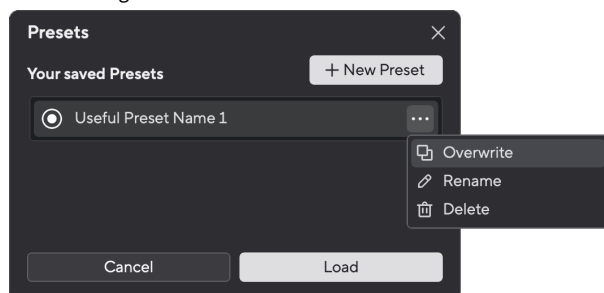 Presets
Your saved Presets
+ New Preset
Useful Preset Name 1
Overwrite
Rename
Delete
Cancel
Load